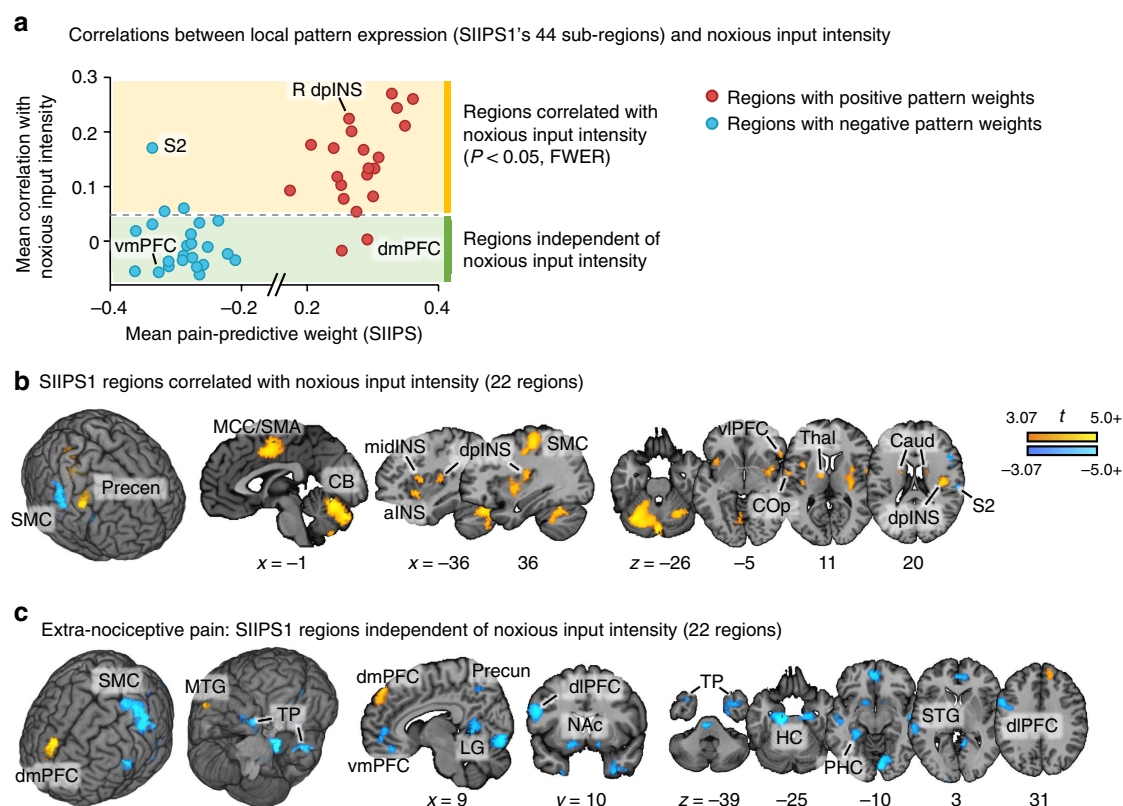 a
Correlations between local pattern expression (SIIPS1's 44 sub-regions) and noxious input intensity
Mean correlation with
noxious input intensity
0.3
0.2
0.1
0
R dpINS
S2
vmPFC
dmPFC
Regions correlated with
noxious input intensity
(P < 0.05, FWER)
Regions independent of
noxious input intensity
Regions with positive pattern weights
Regions with negative pattern weights
–0.4
–0.2
0.2
0.4
Mean pain-predictive weight (SIIPS)
b
SIIPS1 regions correlated with noxious input intensity (22 regions)
Precen
SMC
MCC/SMA
CB
midINS
dpINS
SMC
aINS
vlPFC
Thal
COp
Caud
dpINS
S2
3.07 t 5.0+
–3.07 –5.0+
x = –1
x = –36
36
z = –26
–5
11
20
c
Extra-nociceptive pain: SIIPS1 regions independent of noxious input intensity (22 regions)
SMC
dmPFC
MTG
TP
dmPFC
Precun
LG
vmPFC
dlPFC
NAc
TP
HC
PHC
STG
dlPFC
x = 9
y = 10
z = –39
–25
–10
3
31